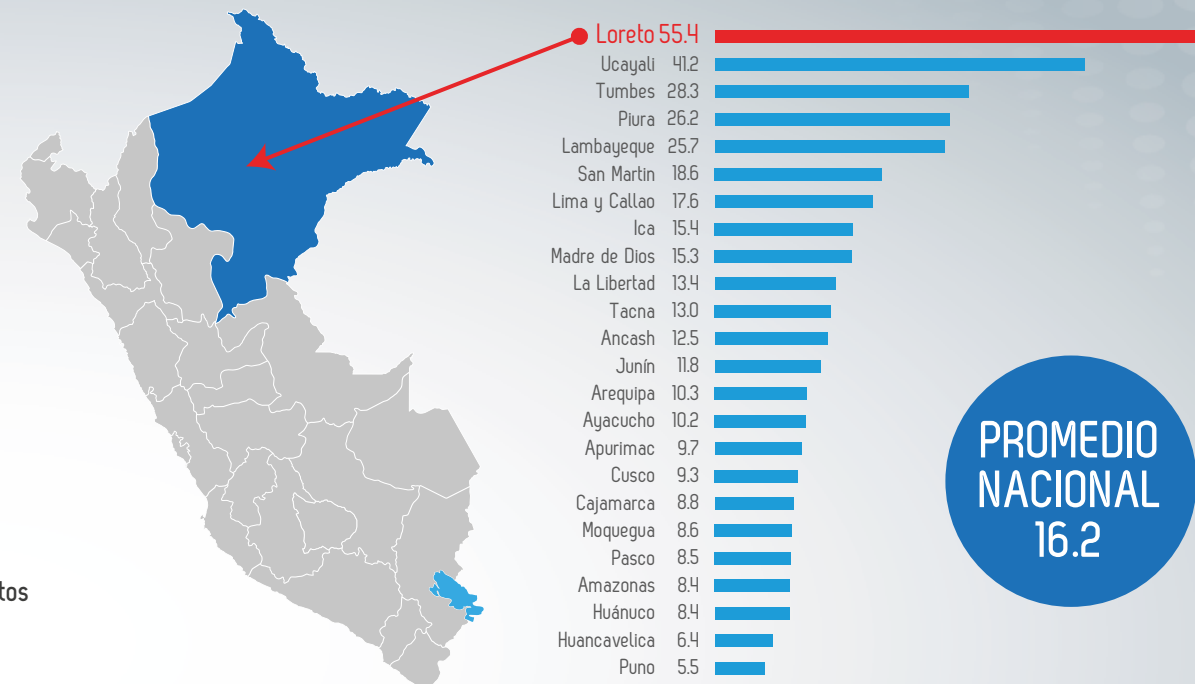 Loreto 55.4
Ucayali 41.2
Tumbes 28.3
Piura 26.2
Lambayeque 25.7
San Martin 18.6
Lima y Callao 17.6
Ica 15.4
Madre de Dios 15.3
La Libertad 13.4
Tacna 13.0
Ancash 12.5
Junín 11.8
Arequipa 10.3
Ayacucho 10.2
Apurimac 9.7
Cusco 9.3
Cajamarca 8.8
Moquegua 8.6
Pasco 8.5
Amazonas 8.4
Huánuco 8.4
Huancavelica 6.4
Puno 5.5
PROMEDIO
NACIONAL
16.2
tos